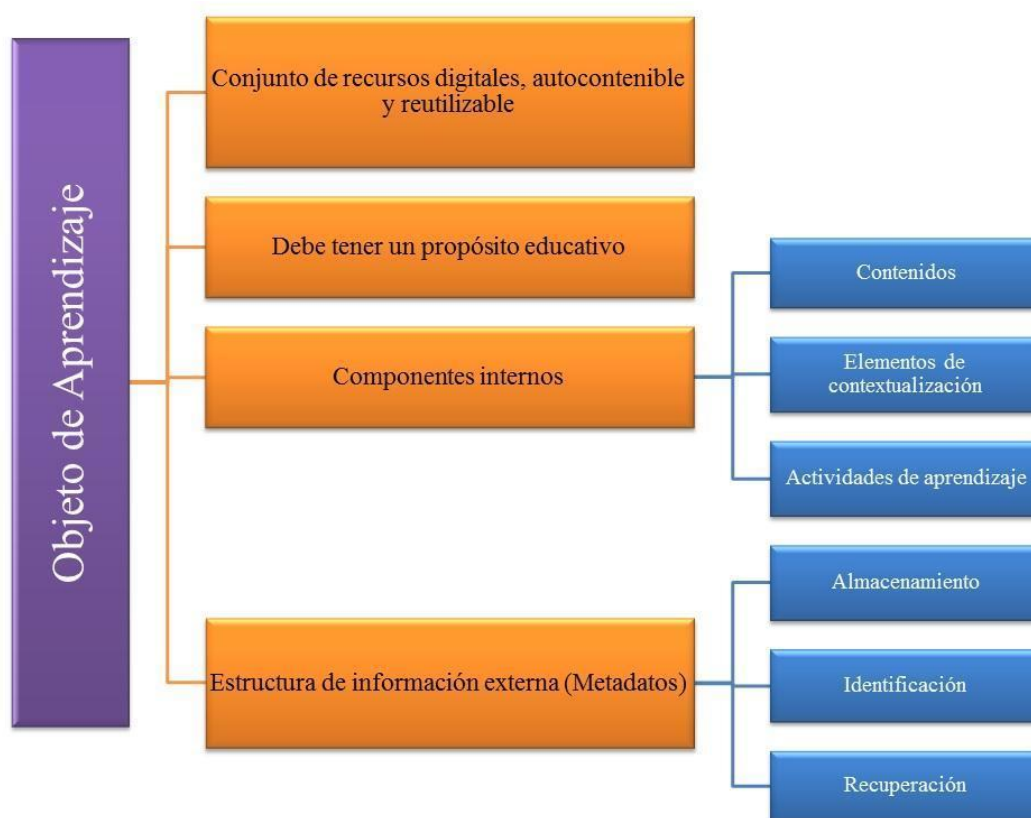 Objeto de Aprendizaje
Conjunto de recursos digitales, autocontenible
y reutilizable
Debe tener un propósito educativo
Componentes internos
Contenidos
Elementos de
contextualización
Actividades de aprendizaje
Estructura de información externa (Metadatos)
Almacenamiento
Identificación
Recuperación